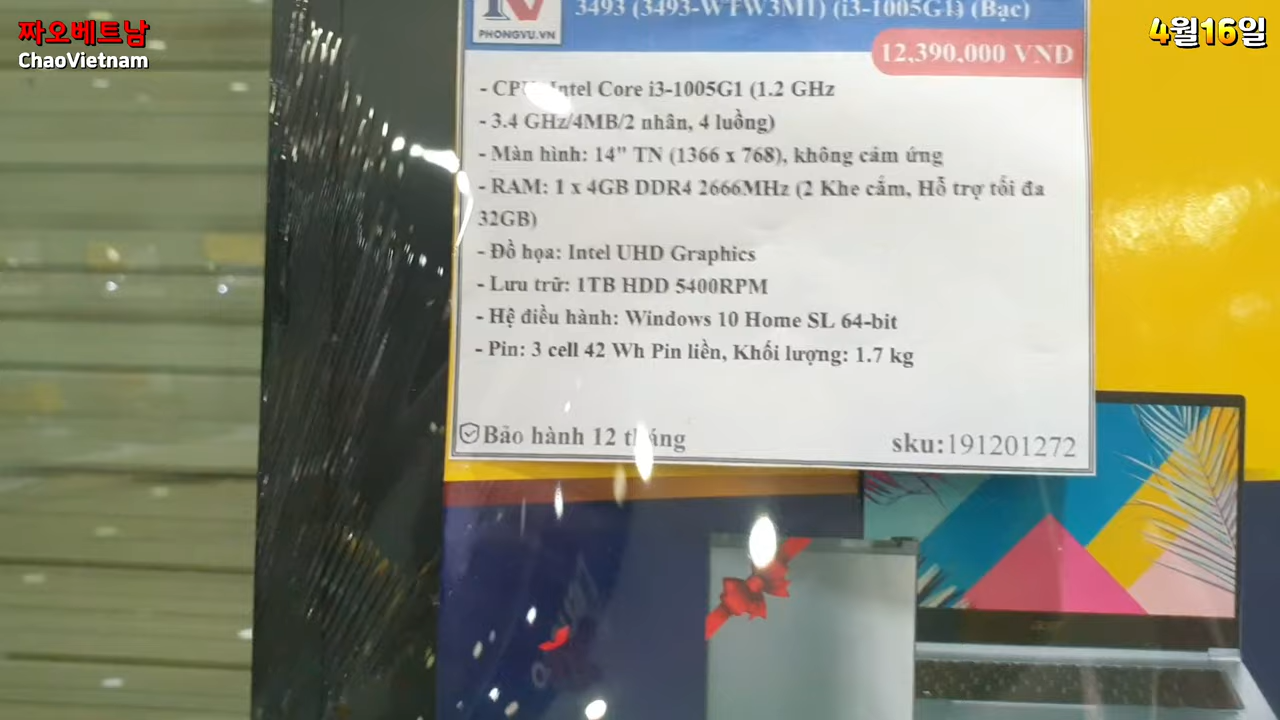 짜오베트남
ChaoVietnam
4월16일
PHONGVU.VN
3493 (3493-WTW3M1) (i3-1005G1) (Bạc)
12,390,000 VND
- CPU: Intel Core i3-1005G1 (1.2 GHz
- 3.4 GHz/4MB/2 nhân, 4 luồng)
- Màn hình: 14" TN (1366 x 768), không cảm ứng
- RAM: 1 x 4GB DDR4 2666MHz (2 Khe cắm, Hỗ trợ tối đa
32GB)
- Đồ họa: Intel UHD Graphics
- Lưu trữ: 1TB HDD 5400RPM
- Hệ điều hành: Windows 10 Home SL 64-bit
- Pin: 3 cell 42 Wh Pin liền, Khối lượng: 1.7 kg
Bảo hành 12 tháng
sku:191201272